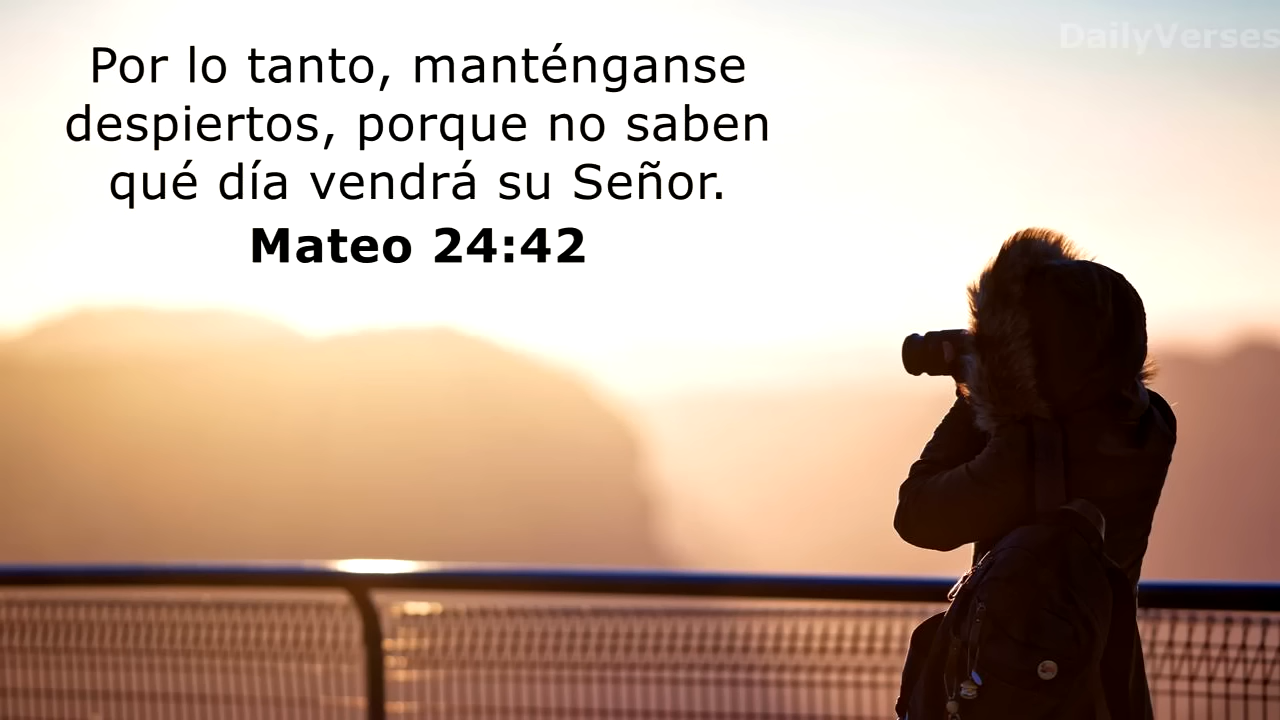 DailyVerses
Por lo tanto, manténganse
despiertos, porque no saben
qué día vendrá su Señor.
Mateo 24:42